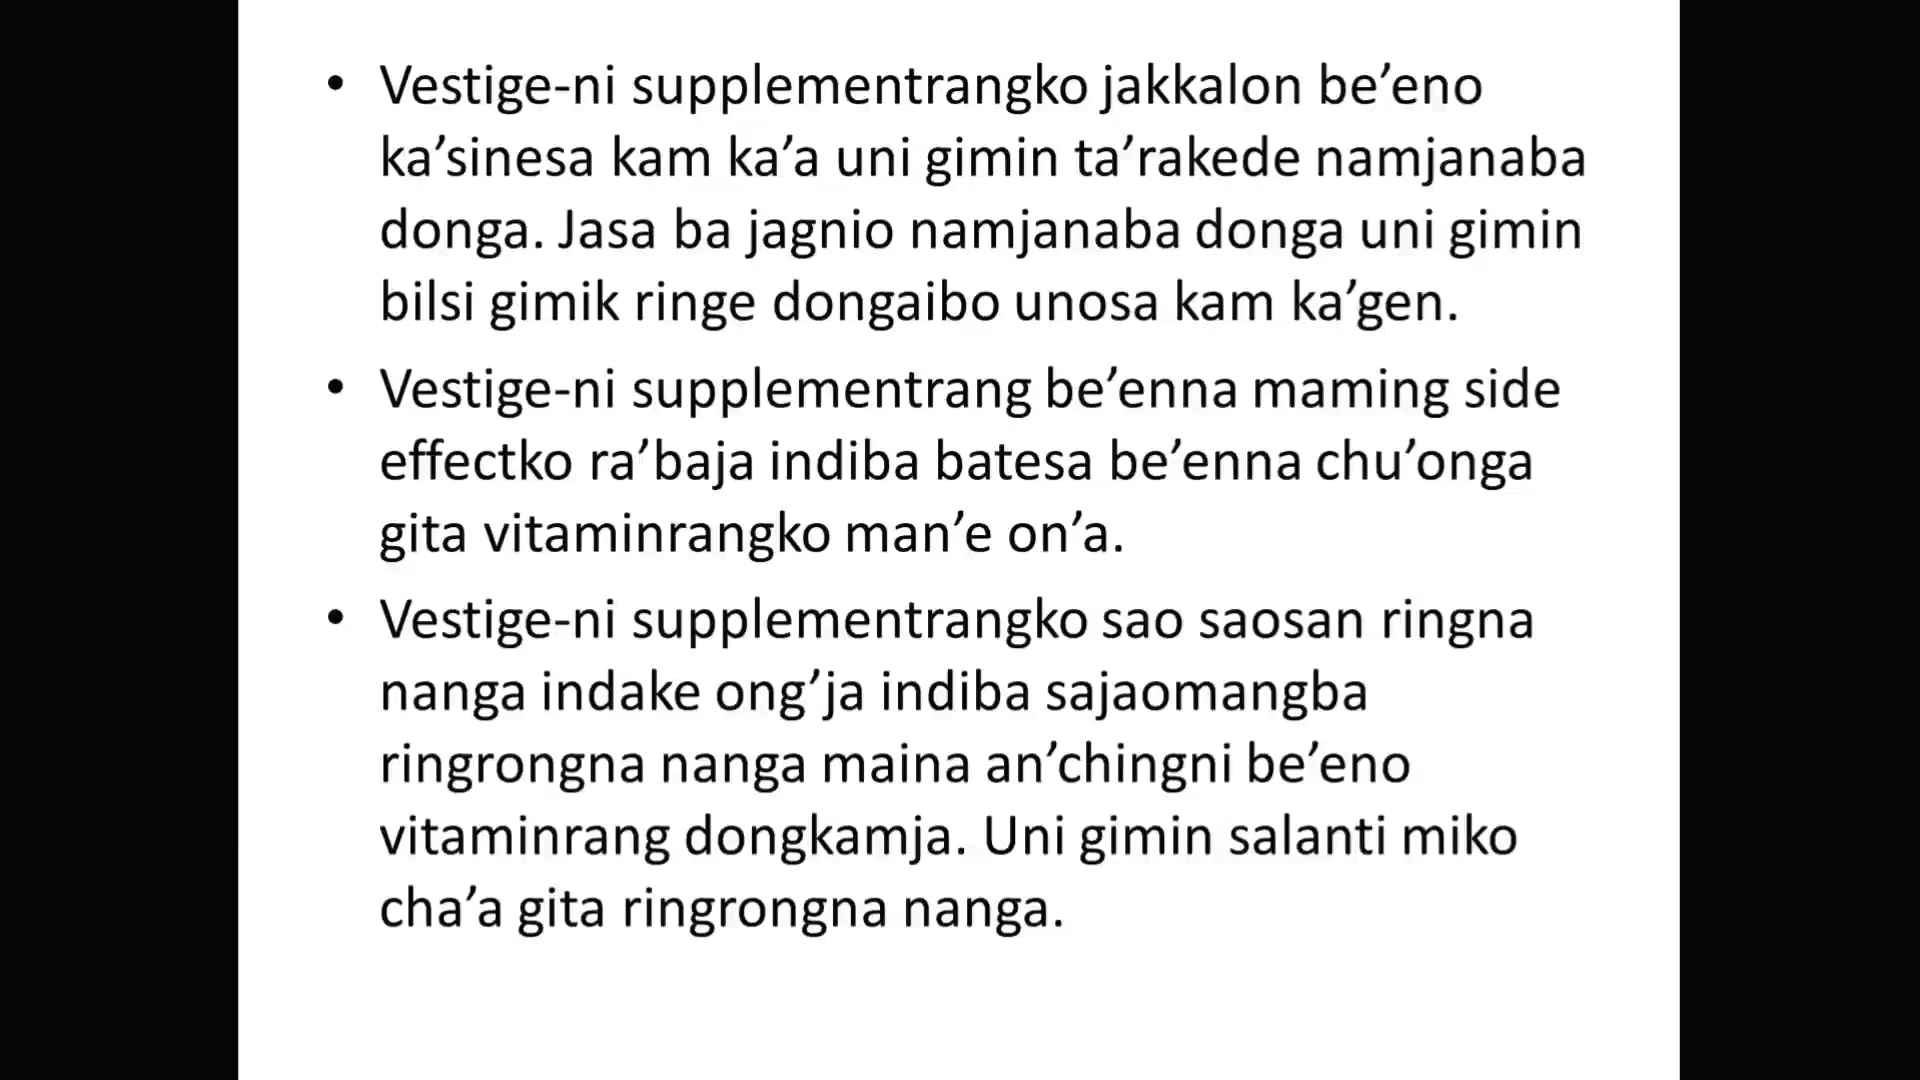 • Vestige-ni supplementrangko jakkalon be’eno
ka’sinesa kam ka’a uni gimin ta’rakede namjanaba
donga. Jasa ba jagnio namjanaba donga uni gimin
bilsi gimik ringe dongaibo unosa kam ka’gen.
• Vestige-ni supplementrang be’enna maming side
effectko ra’baja indiba batesa be’enna chu’onga
gita vitaminrangko man’e on’a.
• Vestige-ni supplementrangko sao saosan ringna
nanga indake ong’ja indiba sajaomangba
ringrongna nanga maina an’chingni be’eno
vitaminrang dongkamja. Uni gimin salanti miko
cha’a gita ringrongna nanga.